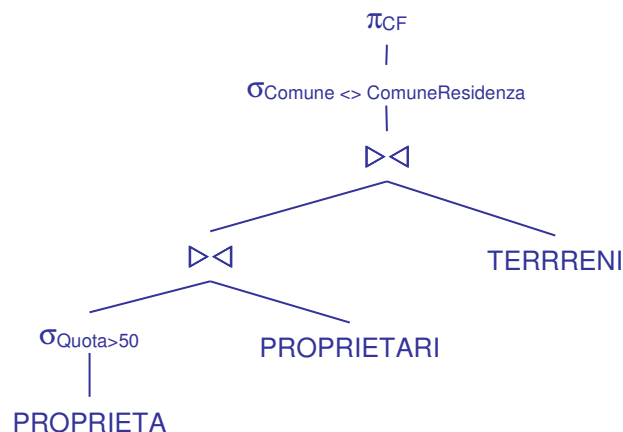 πCF
σComune <> ComuneResidenza
▷◁
▷◁
TERRRENI
σQuota>50
PROPRIETARI
PROPRIETA